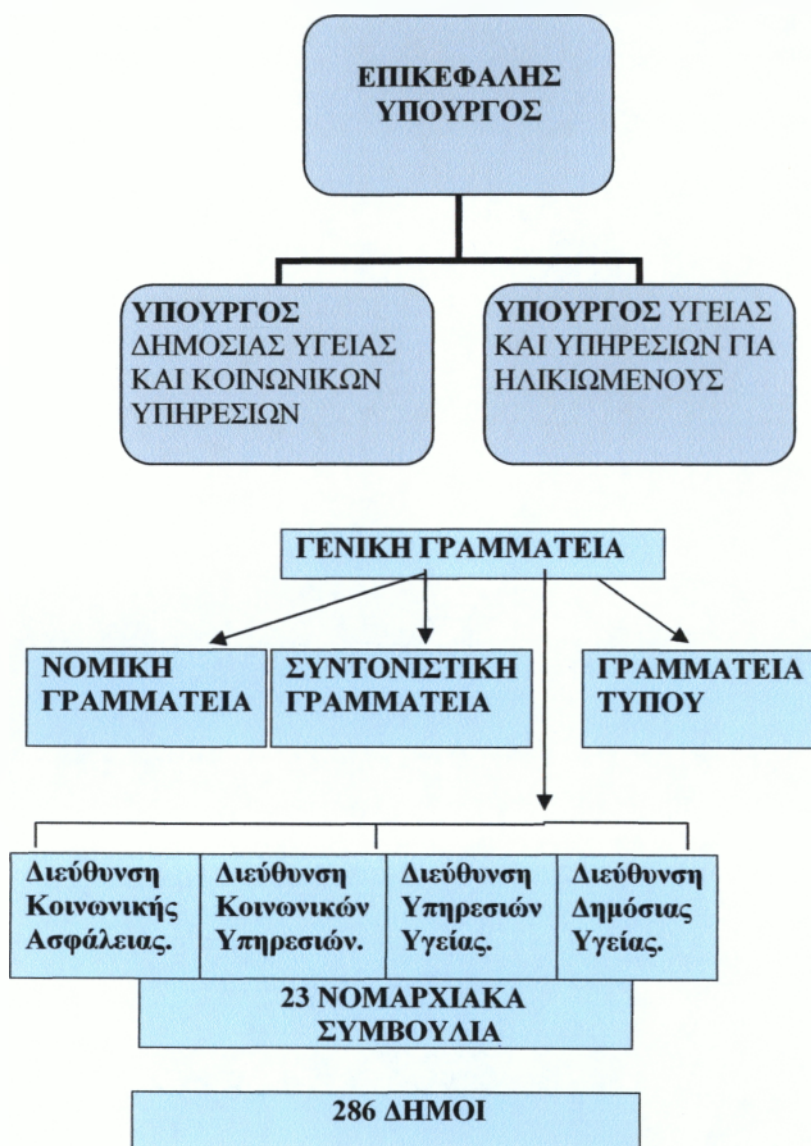 ΕΠΙΚΕΦΑΛΗΣ
ΥΠΟΥΡΓΟΣ
ΥΠΟΥΡΓΟΣ
ΔΗΜΟΣΙΑΣ ΥΓΕΙΑΣ
ΚΑΙ ΚΟΙΝΩΝΙΚΩΝ
ΥΠΗΡΕΣΙΩΝ
ΥΠΟΥΡΓΟΣ ΥΓΕΙΑΣ
ΚΑΙ ΥΠΗΡΕΣΙΩΝ ΓΙΑ
ΗΛΙΚΙΩΜΕΝΟΥΣ
ΓΕΝΙΚΗ ΓΡΑΜΜΑΤΕΙΑ
ΝΟΜΙΚΗ
ΓΡΑΜΜΑΤΕΙΑ
ΣΥΝΤΟΝΙΣΤΙΚΗ
ΓΡΑΜΜΑΤΕΙΑ
ΓΡΑΜΜΑΤΕΙΑ
ΤΥΠΟΥ
Διεύθυνση
Κοινωνικής
Ασφάλειας.
Διεύθυνση
Κοινωνικών
Υπηρεσιών.
Διεύθυνση
Υπηρεσιών
Υγείας.
Διεύθυνση
Δημόσιας
Υγείας.
23 ΝΟΜΑΡΧΙΑΚΑ
ΣΥΜΒΟΥΛΙΑ
286 ΔΗΜΟΙ